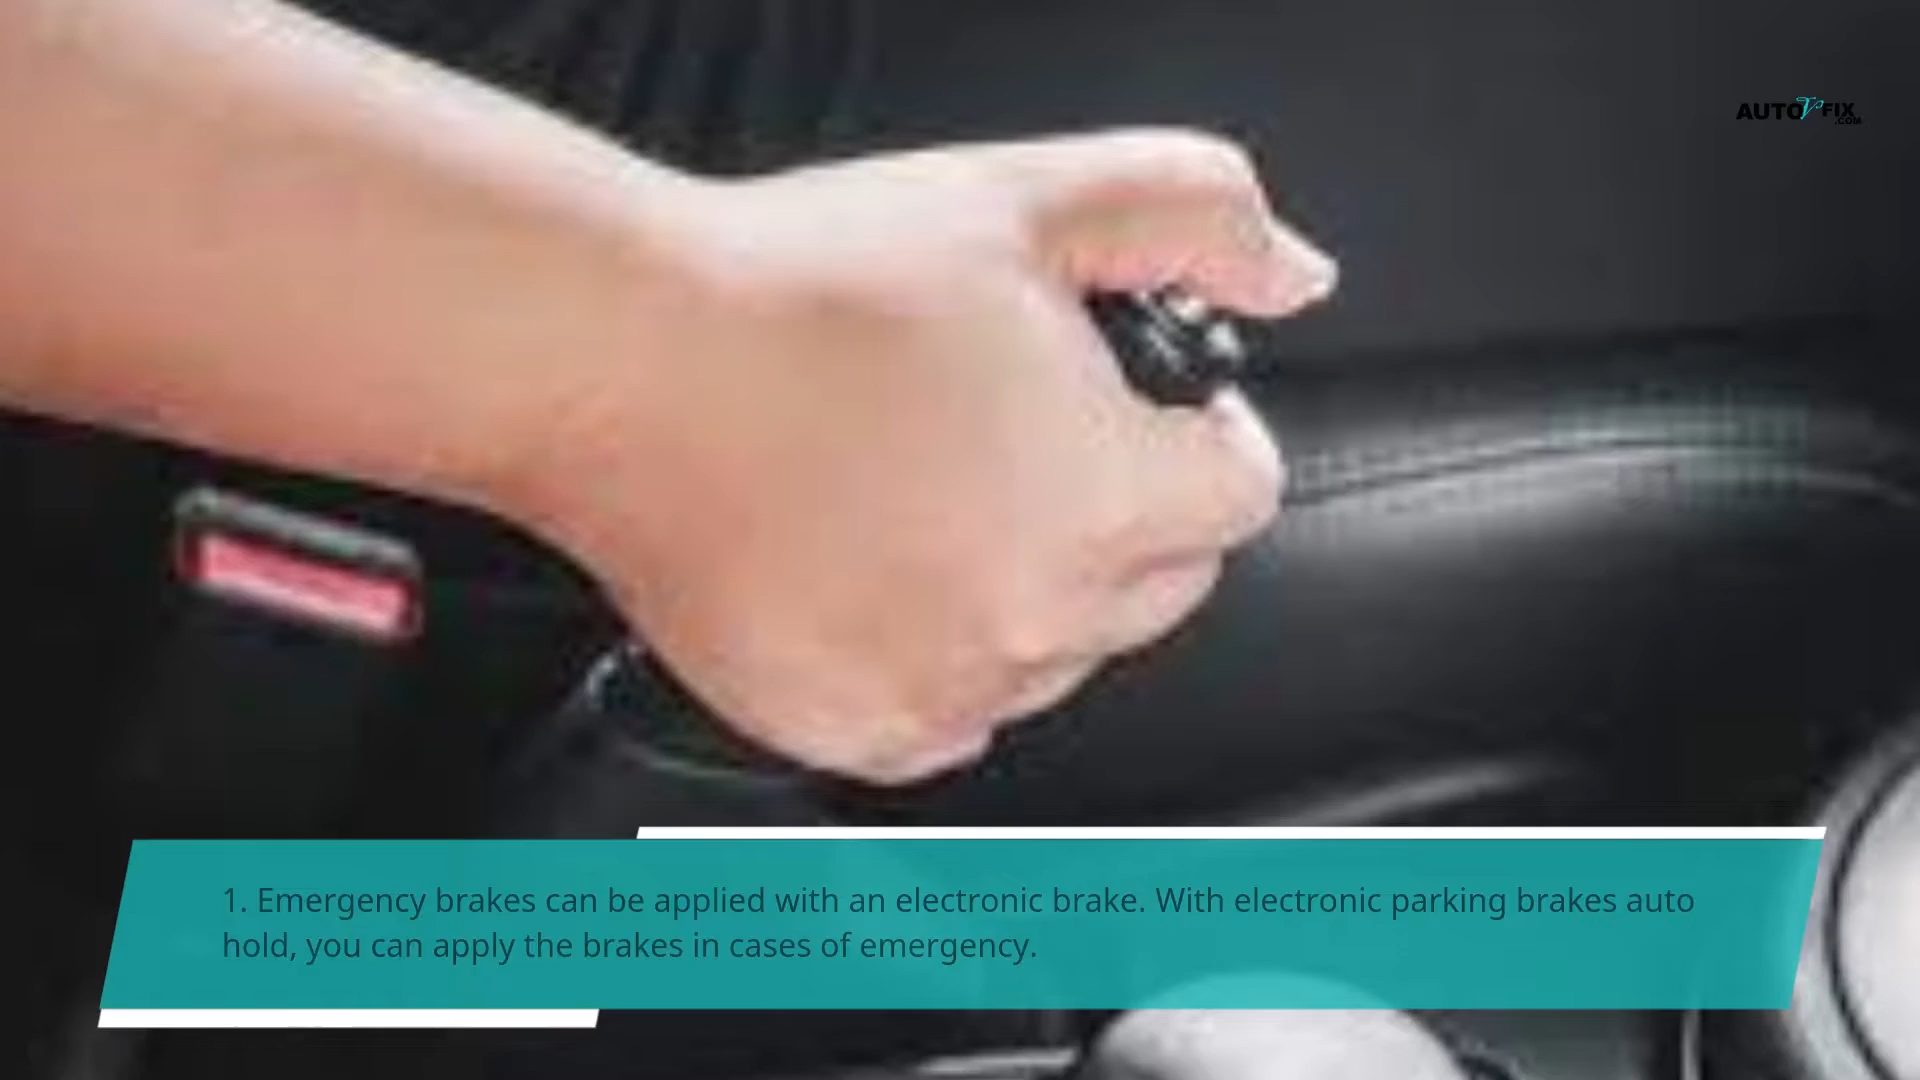 AUTO V FIX
.COM
1. Emergency brakes can be applied with an electronic brake. With electronic parking brakes auto
hold, you can apply the brakes in cases of emergency.